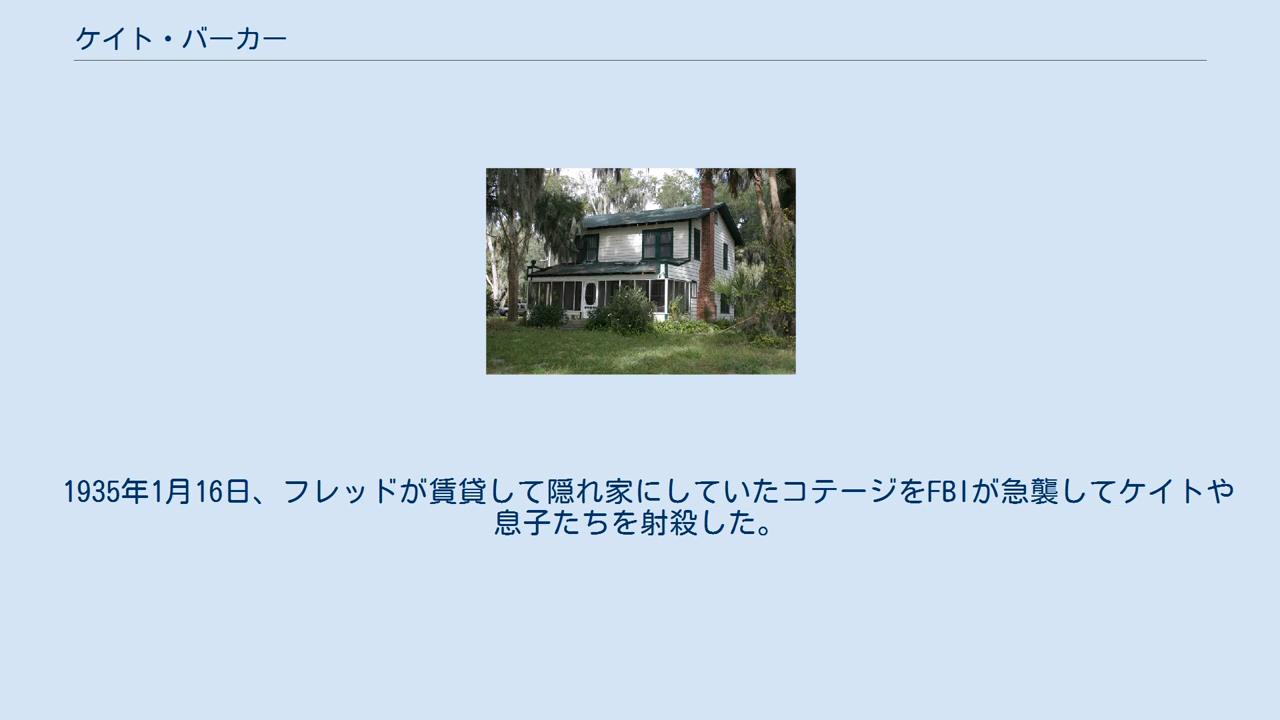 ケイト・バーカー
1935年1月16日、フレッドが賃貸して隠れ家にしていたコテージをFBIが急襲してケイトや
息子たちを射殺した。